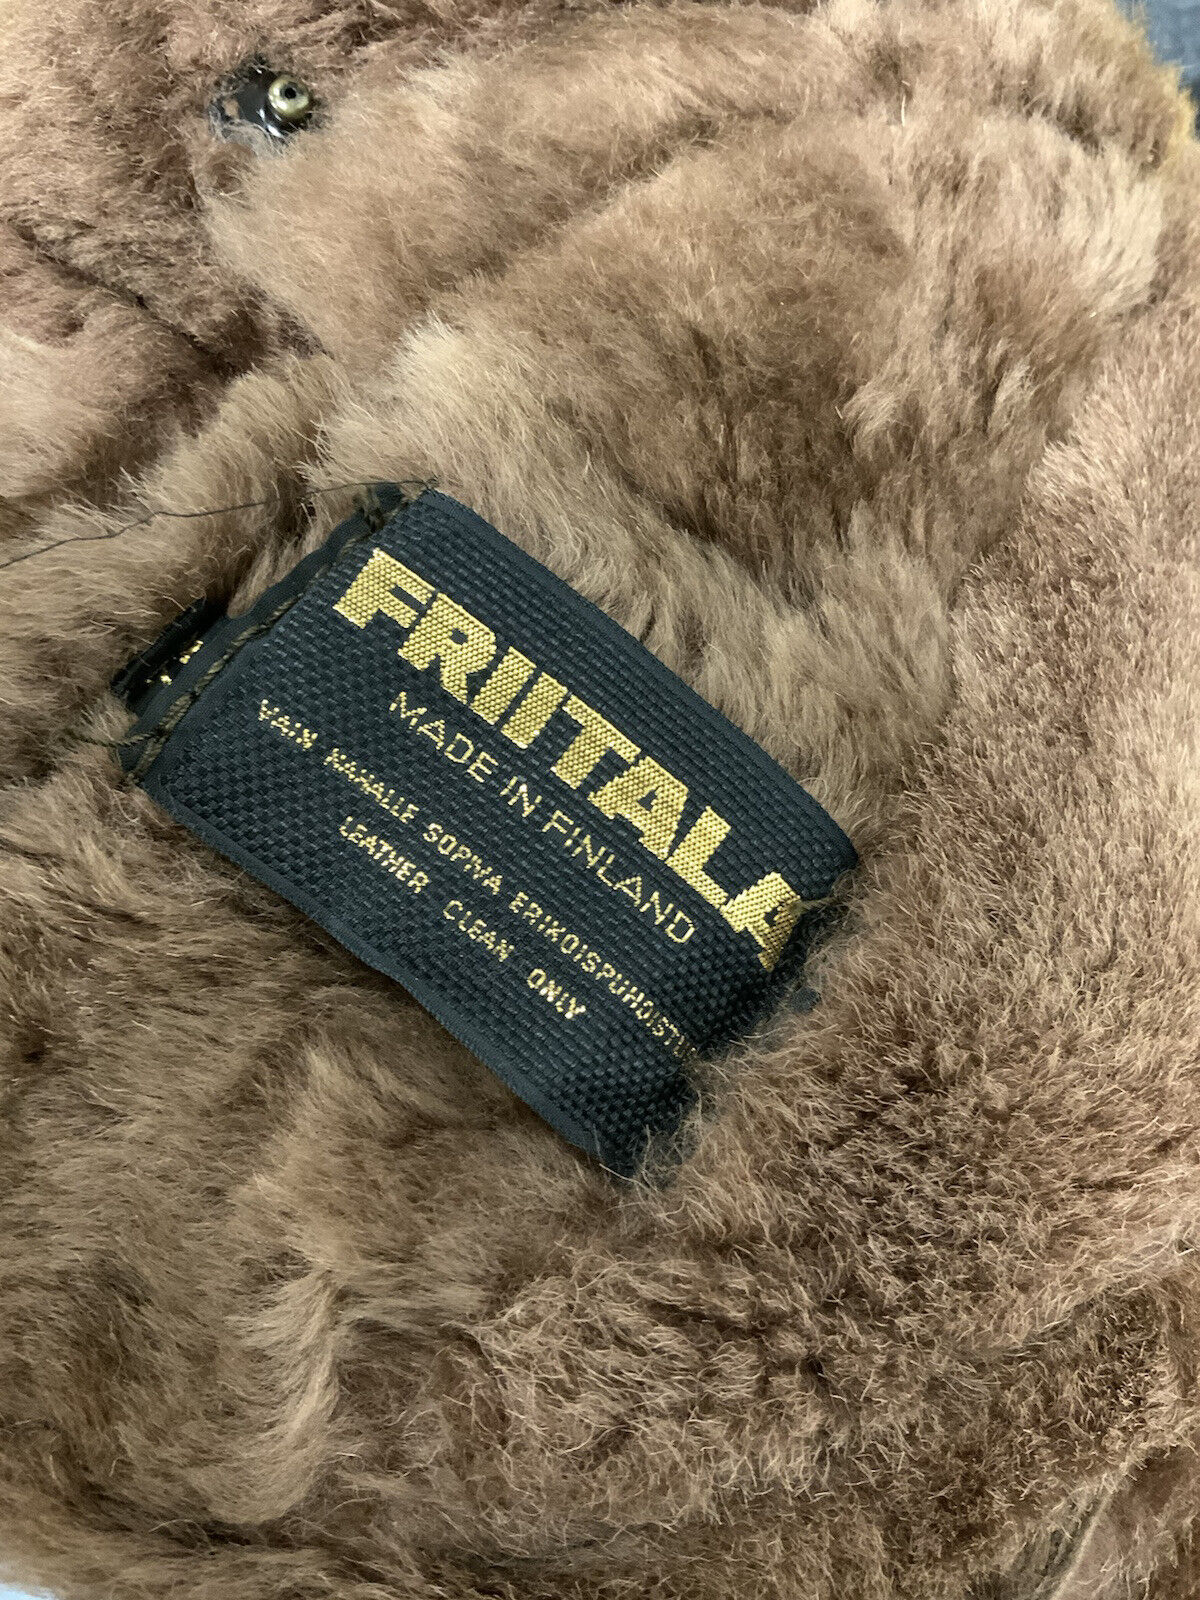 FRIITALA
MADE IN FINLAND
VAIN NAHALLE SOPIVA ERIKOISPUHDISTUS
LEATHER CLEAN ONLY